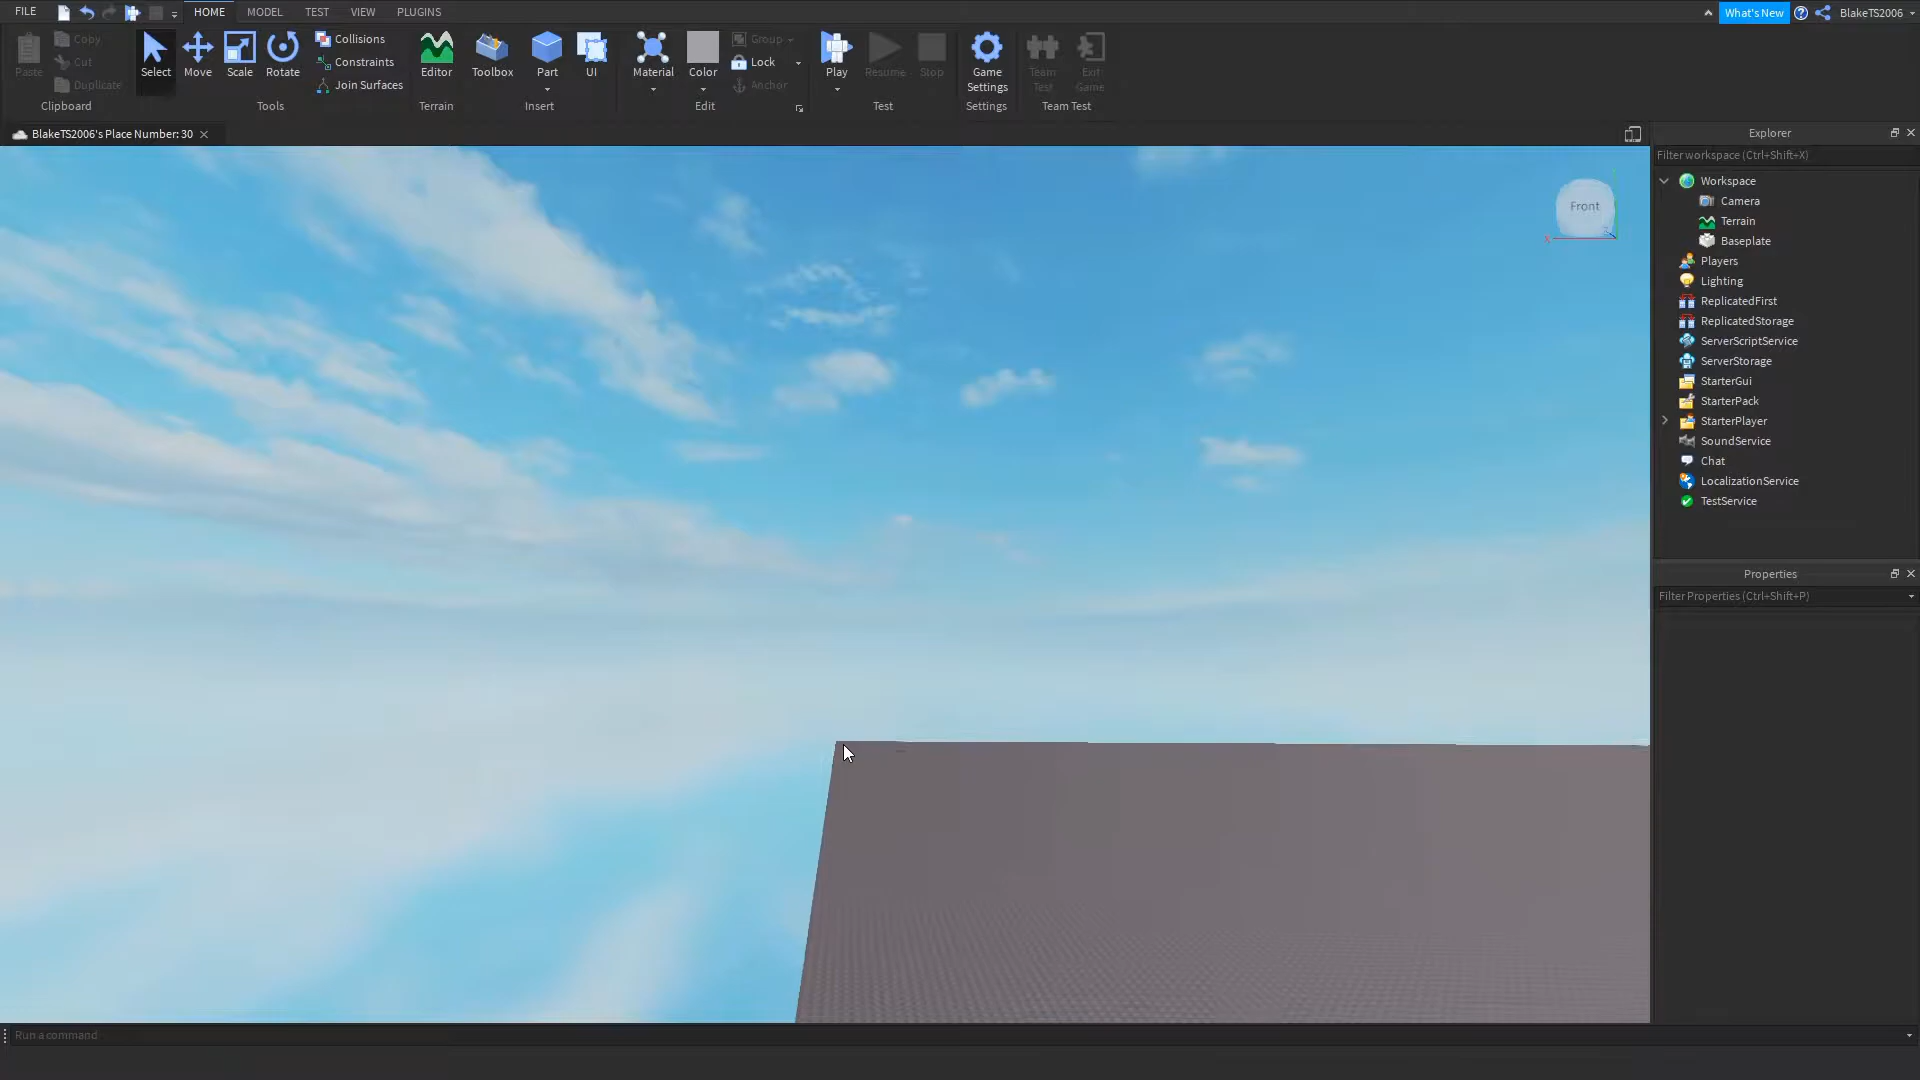 FILE
HOME
MODEL
TEST
VIEW
PLUGINS
What's New
BlakeTS2006
Paste
Copy
Cut
Duplicate
Clipboard
Select
Move
Scale
Rotate
Collisions
Constraints
Join Surfaces
Tools
Editor
Terrain
Toolbox
Part
UI
Insert
Material
Color
Group
Lock
Anchor
Edit
Play
Resume
Stop
Test
Game
Settings
Settings
Team
Test
Exit
Game
Team Test
BlakeTS2006's Place Number: 30
Front
X
Z
Explorer
Filter workspace (Ctrl+Shift+X)
Workspace
Camera
Terrain
Baseplate
Players
Lighting
ReplicatedFirst
ReplicatedStorage
ServerScriptService
ServerStorage
StarterGui
StarterPack
StarterPlayer
SoundService
Chat
LocalizationService
TestService
Properties
Filter Properties (Ctrl+Shift+P)
Run a command